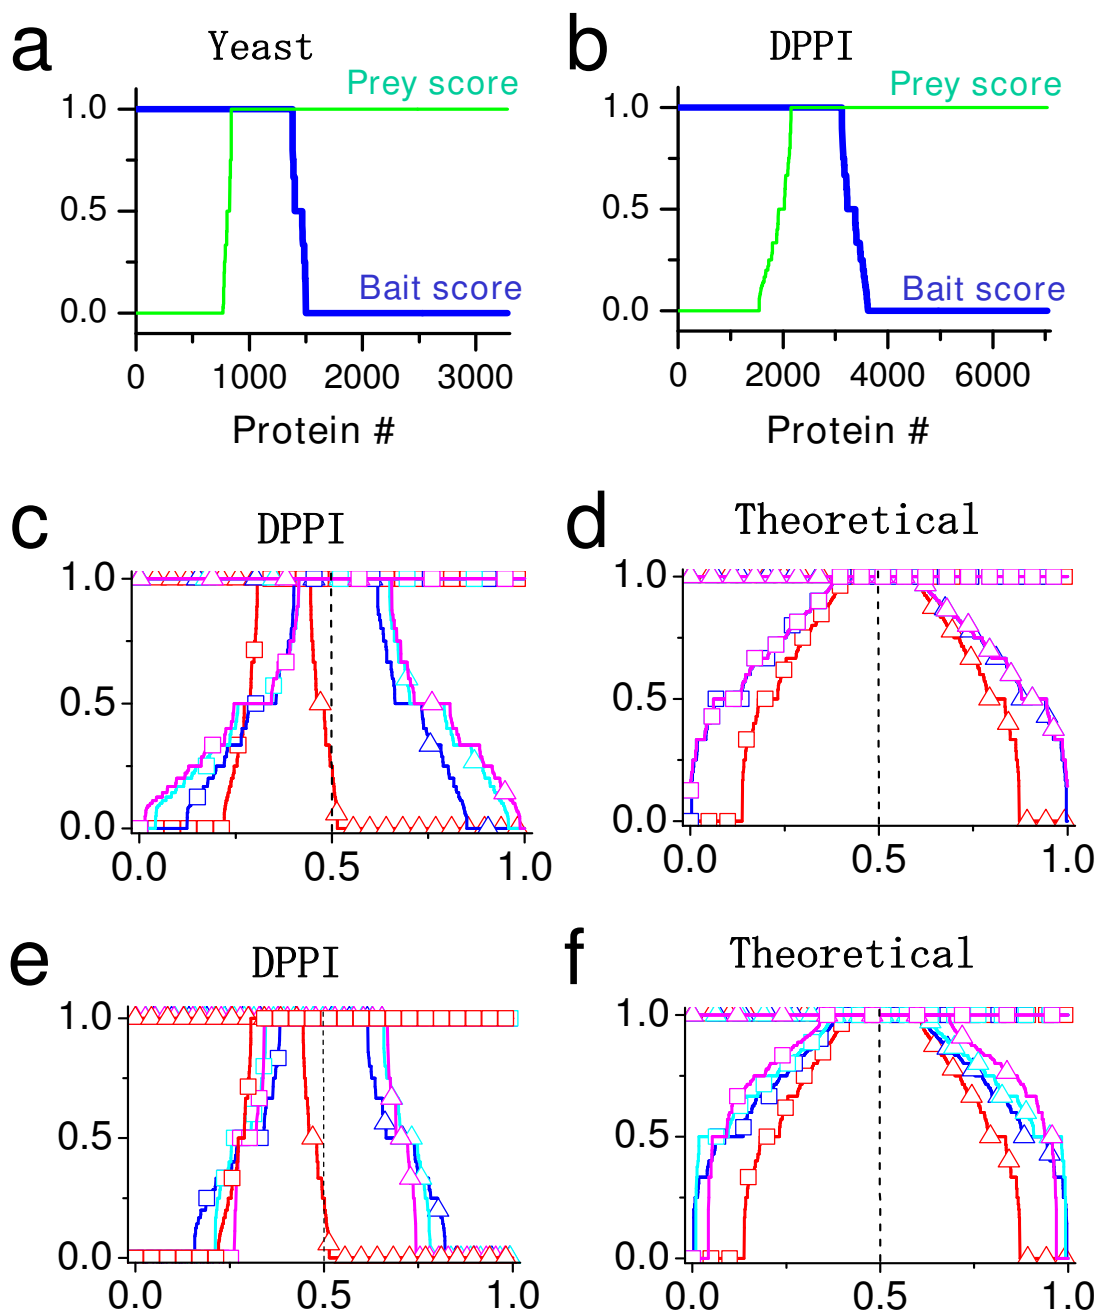 a Yeast
Prey score
1.0
0.5
Bait score
0.0
0 1000 2000 3000
Protein #
b DPPI
Prey score
1.0
0.5
Bait score
0.0
0 2000 4000 6000
Protein #
c DPPI
1.0
0.5
0.0
0.0 0.5 1.0
d Theoretical
1.0
0.5
0.0
0.0 0.5 1.0
e DPPI
1.0
0.5
0.0
0.0 0.5 1.0
f Theoretical
1.0
0.5
0.0
0.0 0.5 1.0